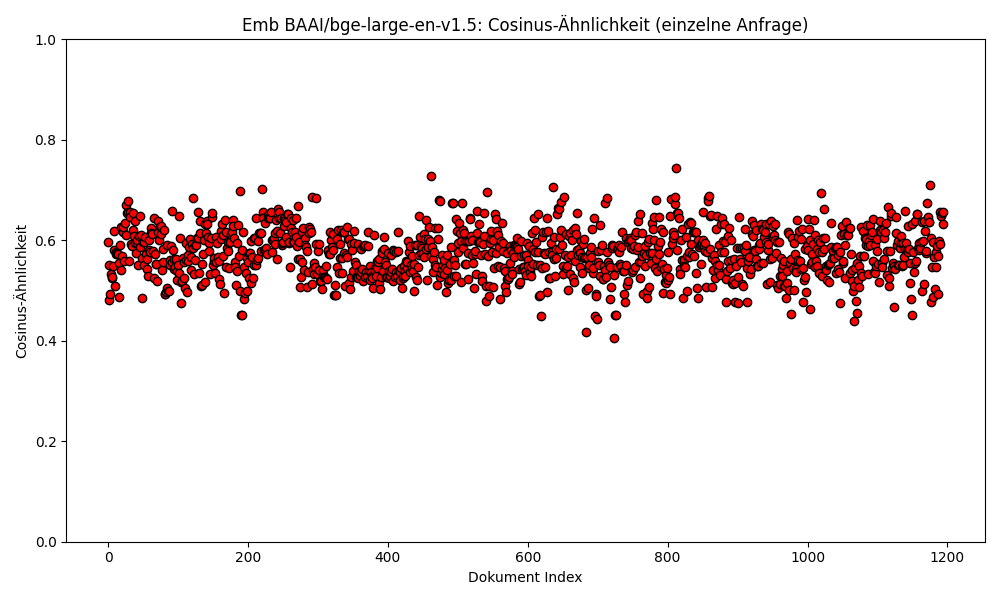 Emb BAAI/bge-large-en-v1.5: Cosinus-Ähnlichkeit (einzelne Anfrage)
1.0
0.8
0.6
0.4
0.2
0.0
Cosinus-Ähnlichkeit
0 200 400 600 800 1000 1200
Dokument Index